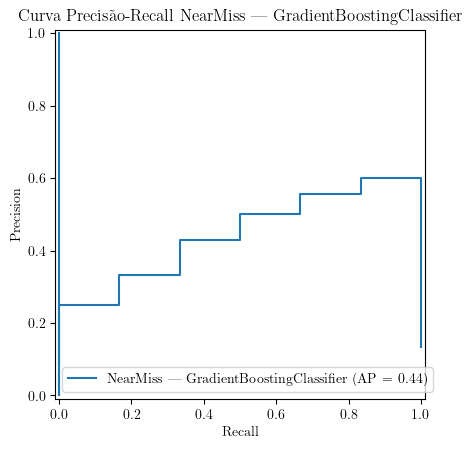 Curva Precisão-Recall NearMiss — GradientBoostingClassifier
1.0
0.8
0.6
0.4
0.2
0.0
Precision
NearMiss — GradientBoostingClassifier (AP = 0.44)
0.0 0.2 0.4 0.6 0.8 1.0
Recall